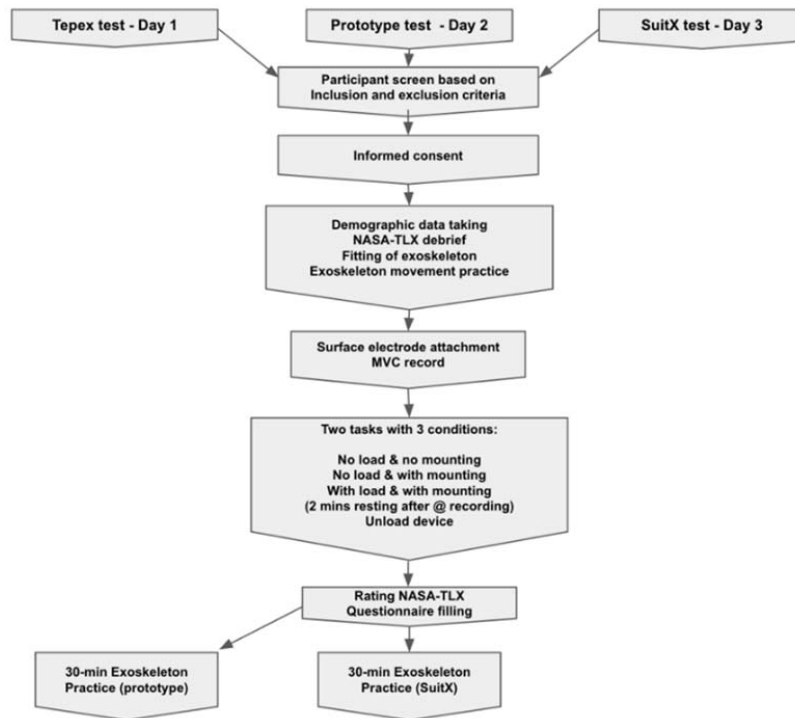 Tepex test - Day 1
Prototype test - Day 2
SuitX test - Day 3
Participant screen based on
Inclusion and exclusion criteria
Informed consent
Demographic data taking
NASA-TLX debrief
Fitting of exoskeleton
Exoskeleton movement practice
Surface electrode attachment
MVC record
Two tasks with 3 conditions:
No load & no mounting
No load & with mounting
With load & with mounting
(2 mins resting after @ recording)
Unload device
Rating NASA-TLX
Questionnaire filling
30-min Exoskeleton
Practice (prototype)
30-min Exoskeleton
Practice (SuitX)